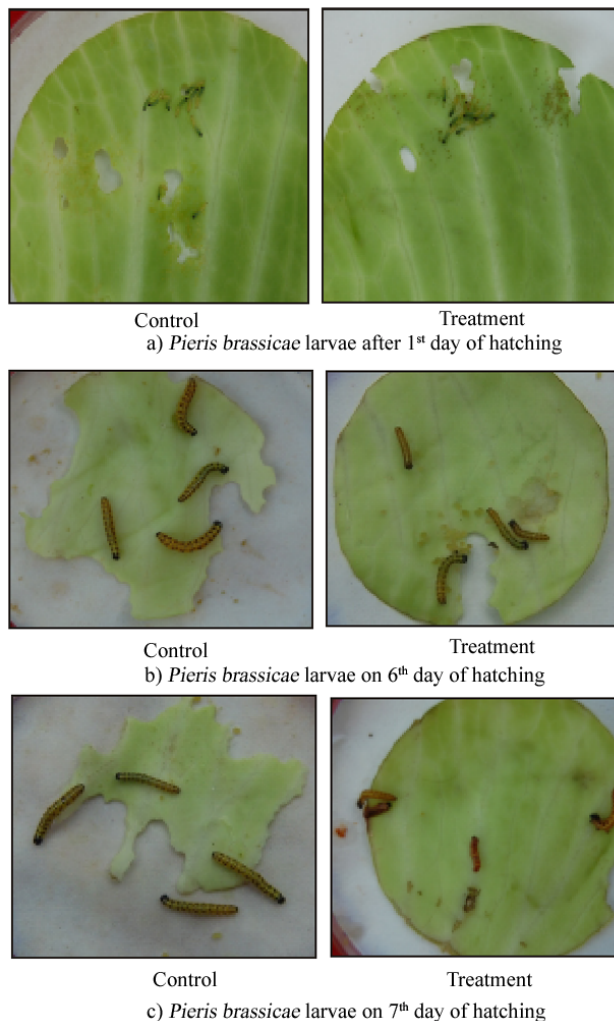 Control Treatment
a) Pieris brassicae larvae after 1st day of hatching
Control Treatment
b) Pieris brassicae larvae on 6th day of hatching
Control Treatment
c) Pieris brassicae larvae on 7th day of hatching